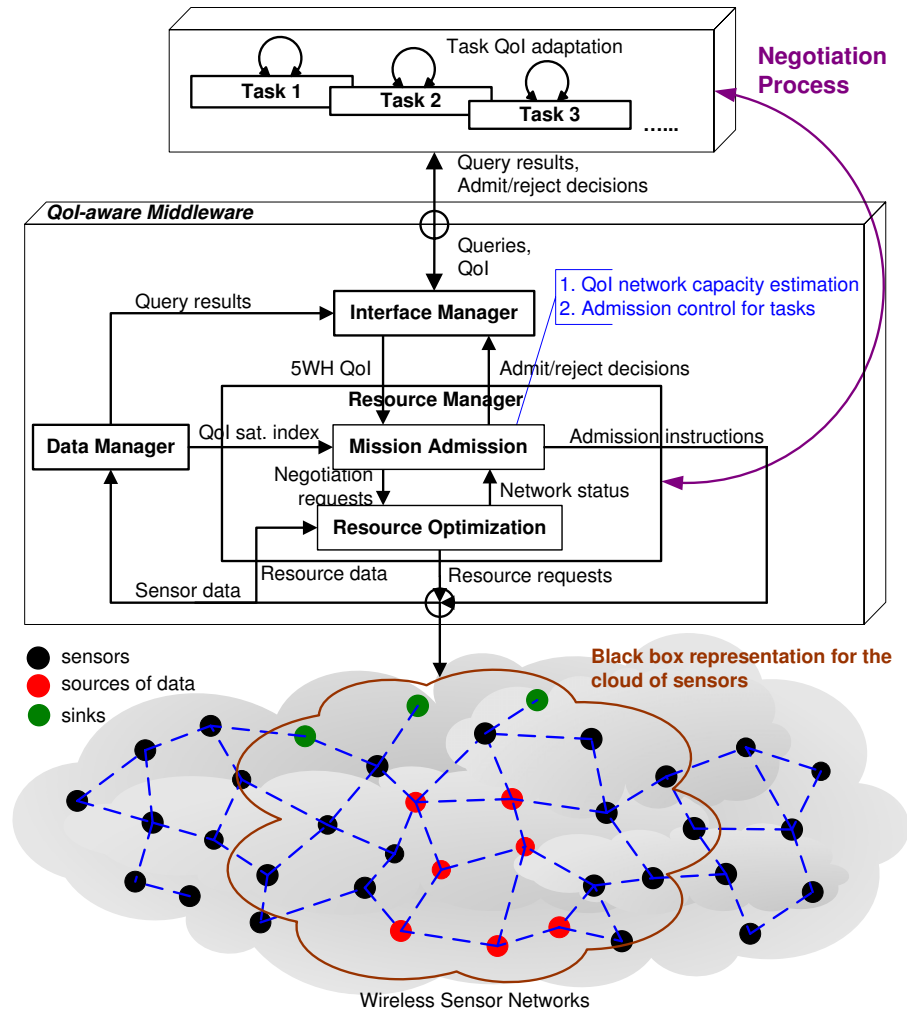 Task QoI adaptation
Task 1
Task 2
Task 3
…...
Negotiation
Process
Query results,
Admit/reject decisions
QoI-aware Middleware
Queries,
QoI
1. QoI network capacity estimation
2. Admission control for tasks
Query results
Interface Manager
5WH QoI
Admit/reject decisions
Resource Manager
Data Manager
QoI sat. index
Mission Admission
Admission instructions
Negotiation
requests
Network status
Resource Optimization
Resource data
Resource requests
Sensor data
sensors
sources of data
sinks
Black box representation for the
cloud of sensors
Wireless Sensor Networks